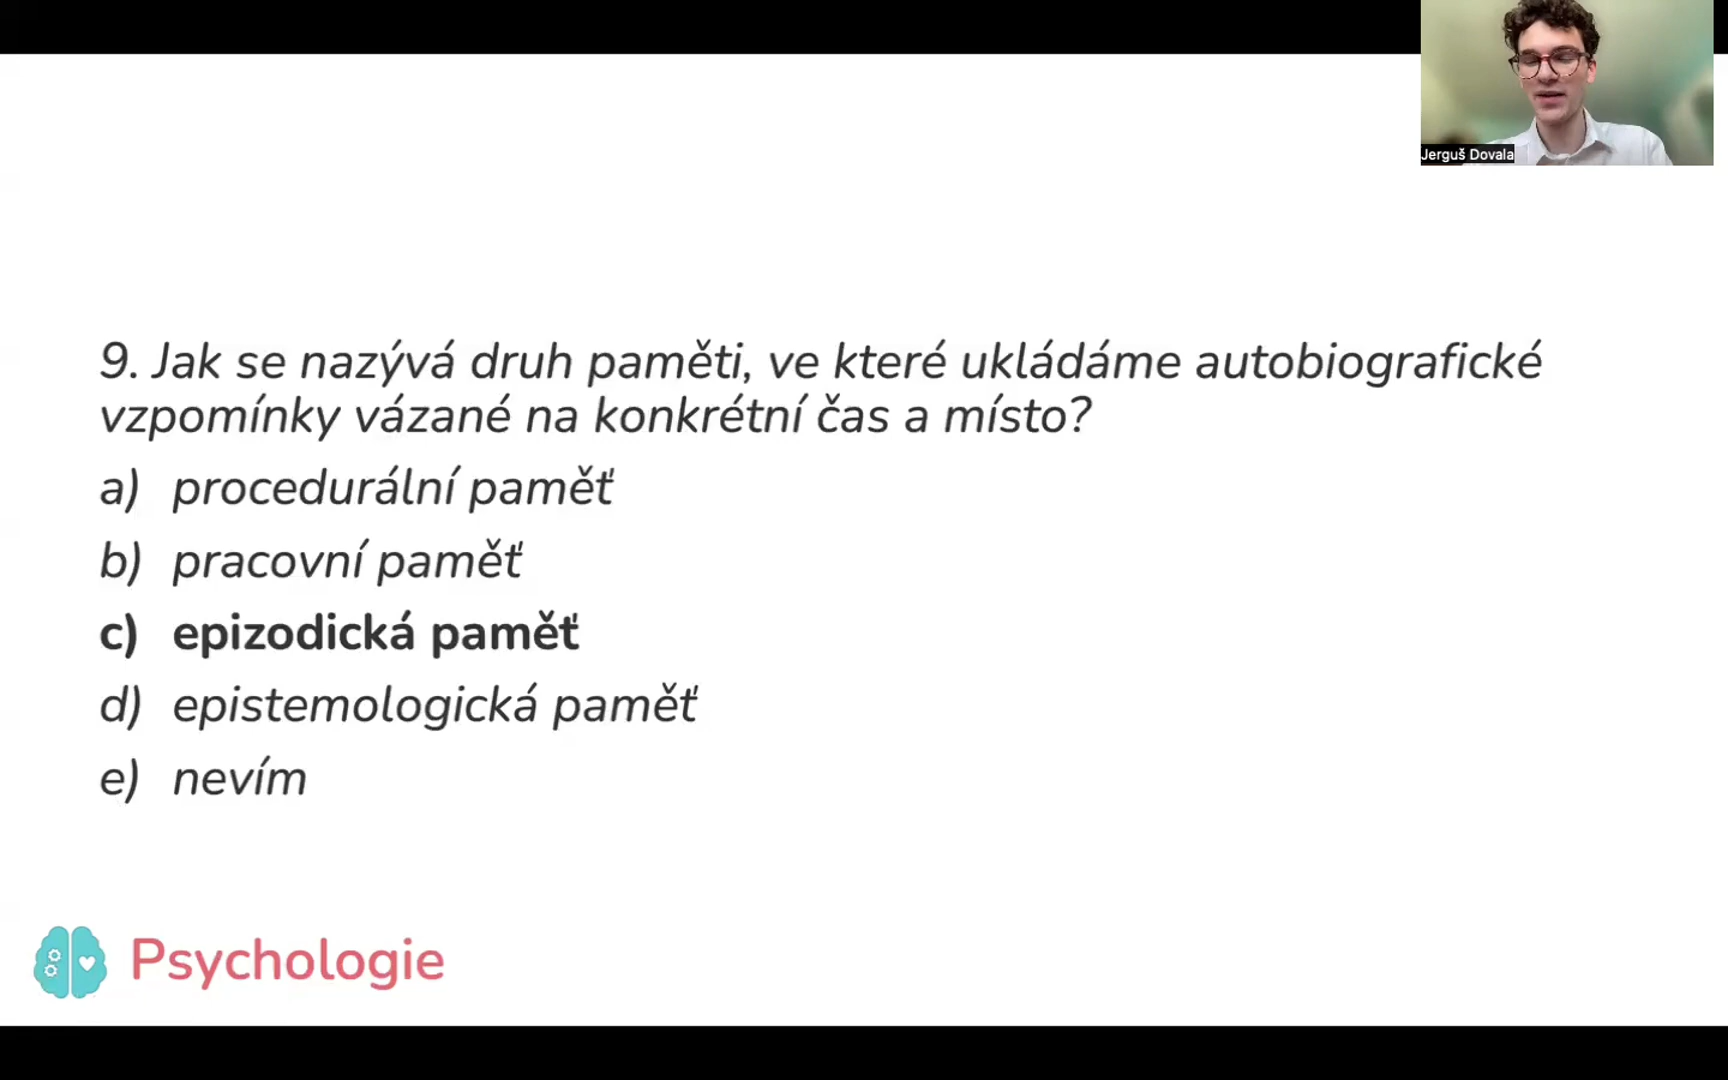 Jerguš Dovala
9. Jak se nazývá druh paměti, ve které ukládáme autobiografické
vzpomínky vázané na konkrétní čas a místo?
a) procedurální paměť
b) pracovní paměť
c) epizodická paměť
d) epistemologická paměť
e) nevím
Psychologie